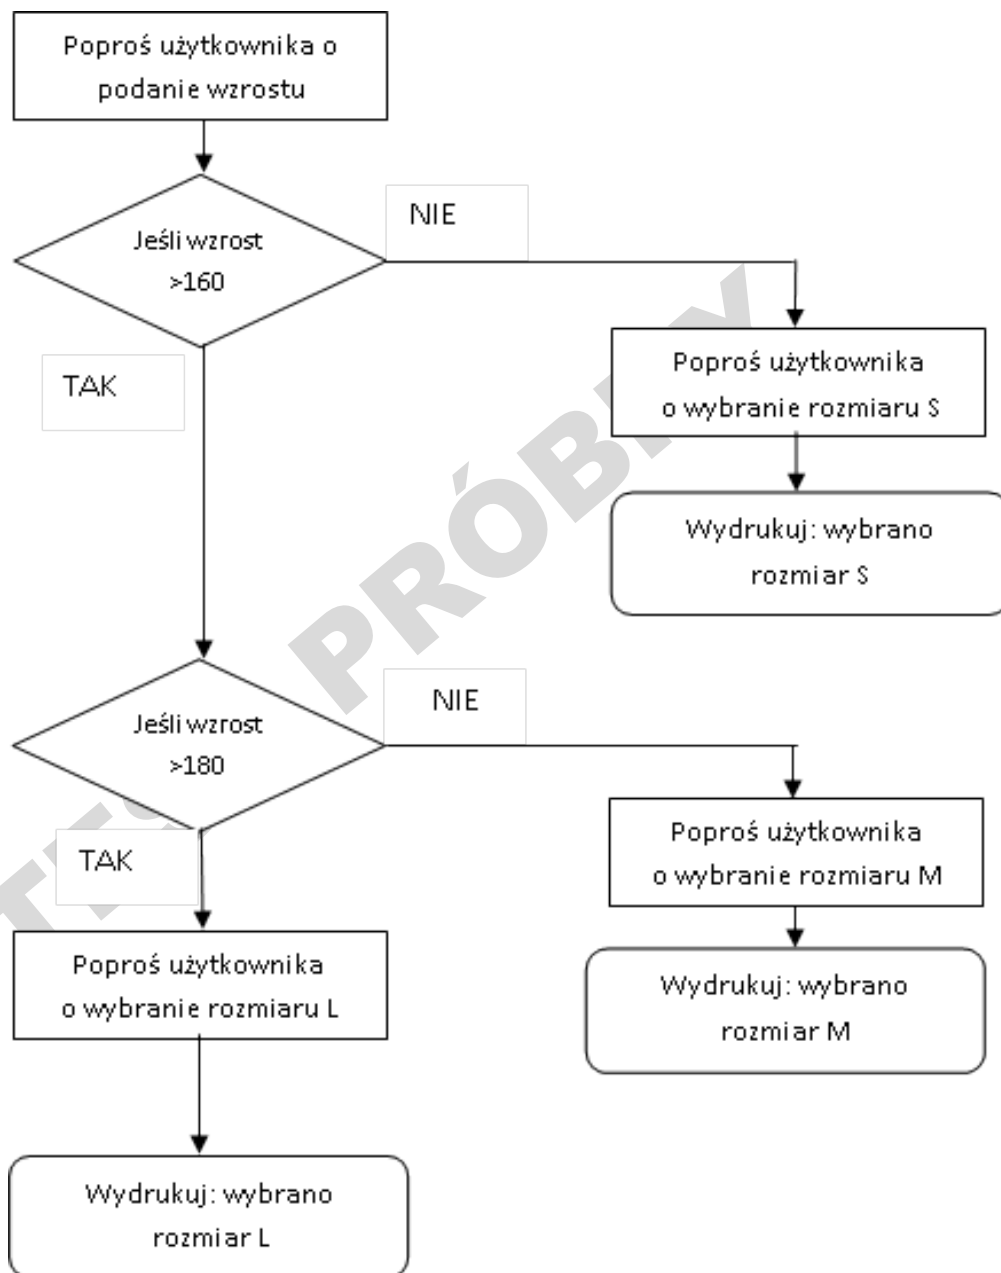 Poproś użytkownika o
podanie wzrostu
Jeśli wzrost
>160
NIE
TAK
Poproś użytkownika
o wybranie rozmiaru S
Wydrukuj: wybrano
rozmiar S
Jeśli wzrost
>180
NIE
TAK
Poproś użytkownika
o wybranie rozmiaru M
Wydrukuj: wybrano
rozmiar M
Poproś użytkownika
o wybranie rozmiaru L
Wydrukuj: wybrano
rozmiar L